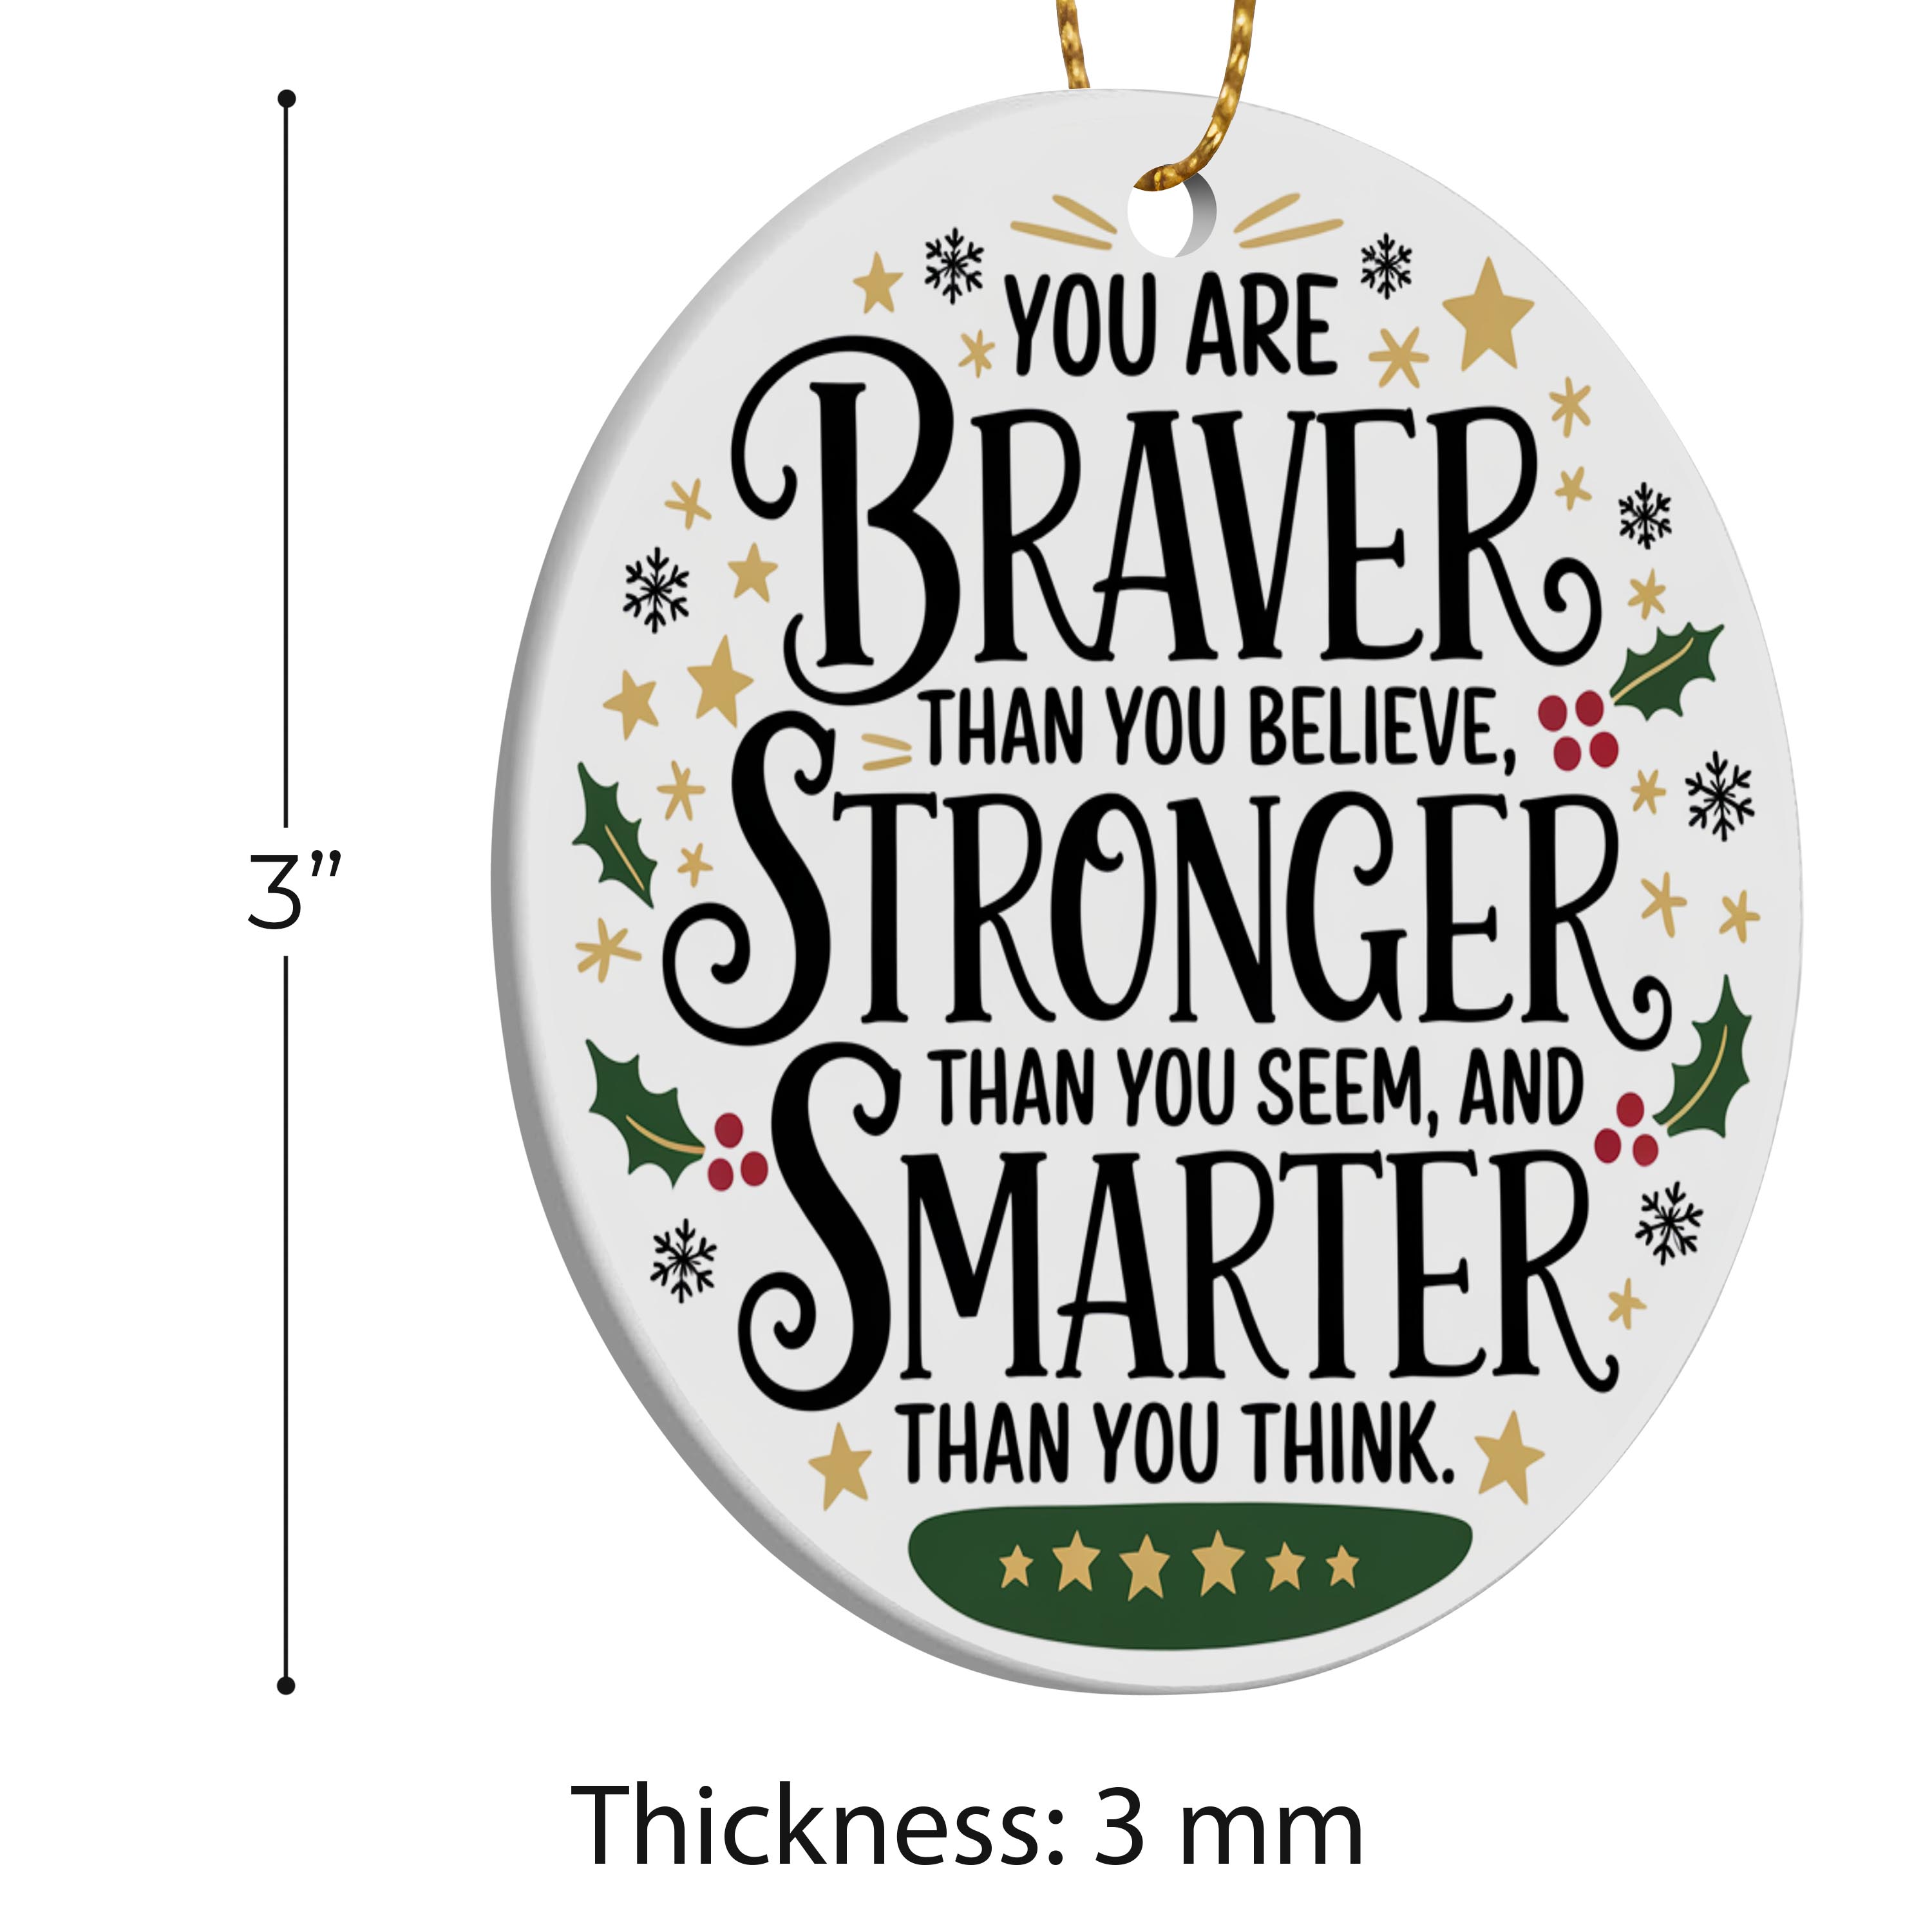 YOU ARE
BRAVER
THAN YOU BELIEVE,
STRONGER
THAN YOU SEEM, AND
SMARTER
THAN YOU THINK.
3”
Thickness: 3 mm